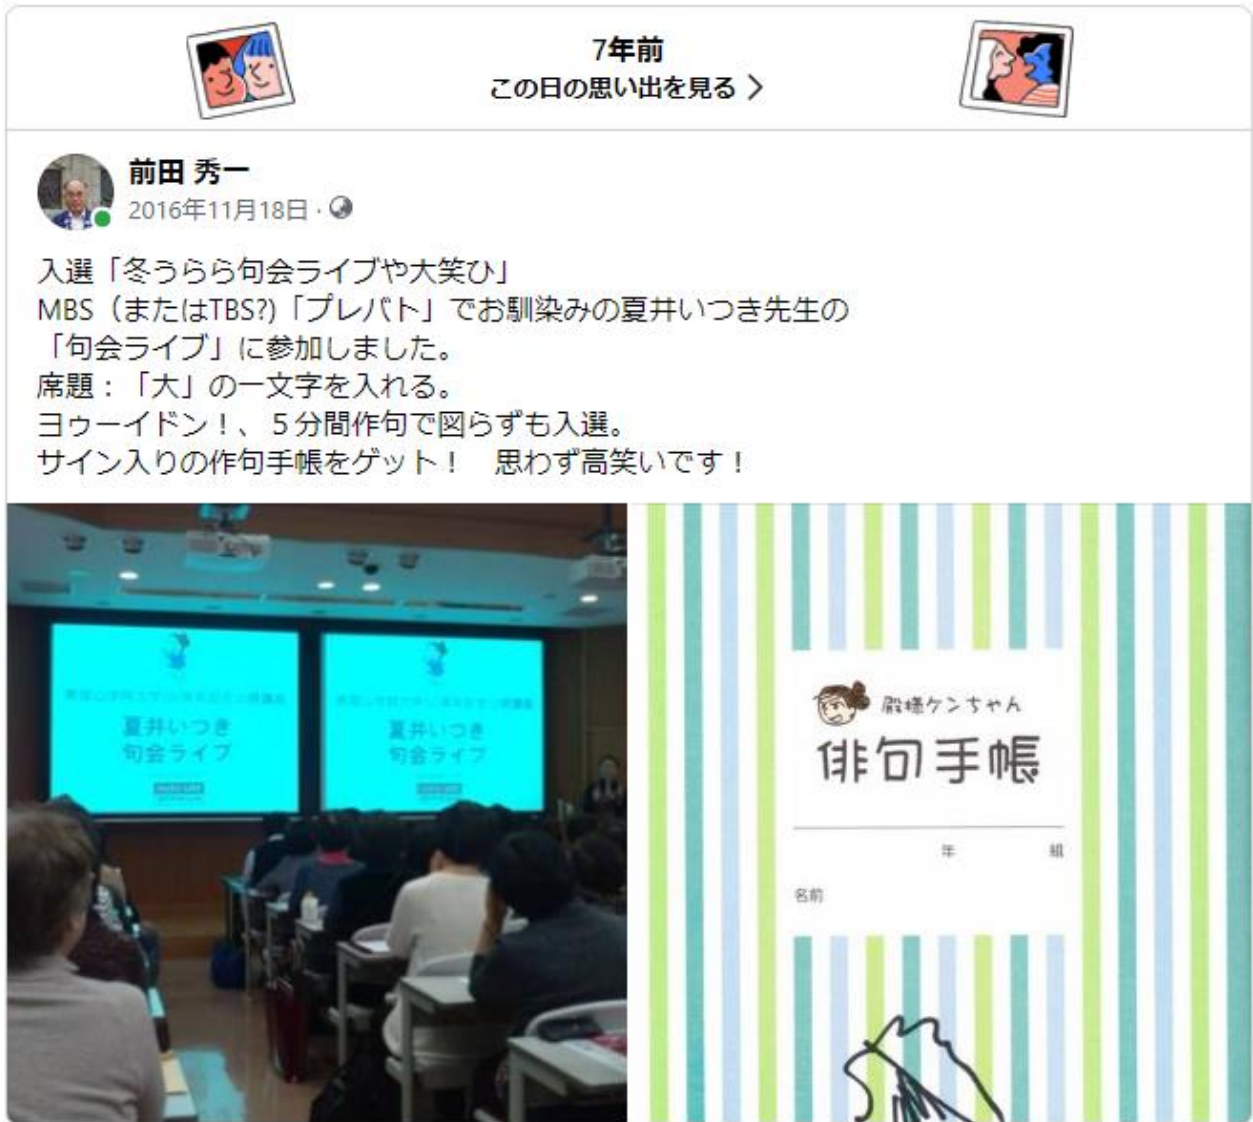 7年前
この日の思い出を見る
前田 秀一
2016年11月18日
入選「冬うらら句会ライブや大笑ひ」
MBS（またはTBS?)「プレバト」でお馴染みの夏井いつき先生の
「句会ライブ」に参加しました。
席題：「大」の一文字を入れる。
ヨゥーイドン！、５分間作句で図らずも入選。
サイン入りの作句手帳をゲット！　思わず高笑いです！
夏井いつき
句会ライブ
夏井いつき
句会ライブ
殿様ケンちゃん
俳句手帳
年 組
名前